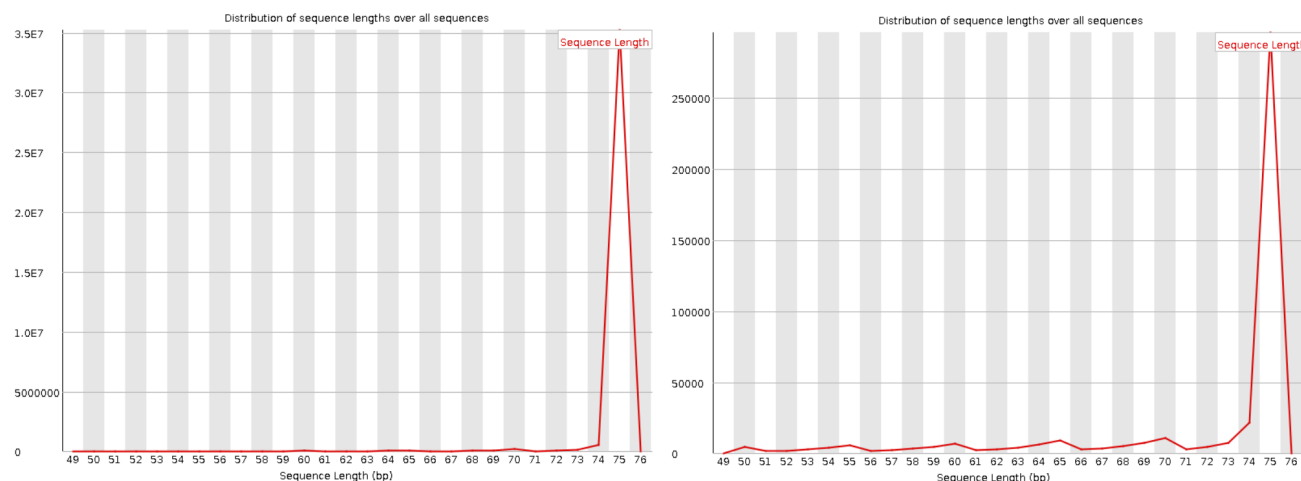 Distribution of sequence lengths over all sequences
3.5E7
Sequence Length
3.0E7
2.5E7
2.0E7
1.5E7
1.0E7
5000000
0
49 50 51 52 53 54 55 56 57 58 59 60 61 62 63 64 65 66 67 68 69 70 71 72 73 74 75 76
Sequence Length (bp)
Distribution of sequence lengths over all sequences
Sequence Length
250000
200000
150000
100000
50000
0
49 50 51 52 53 54 55 56 57 58 59 60 61 62 63 64 65 66 67 68 69 70 71 72 73 74 75 76
Sequence Length (bp)